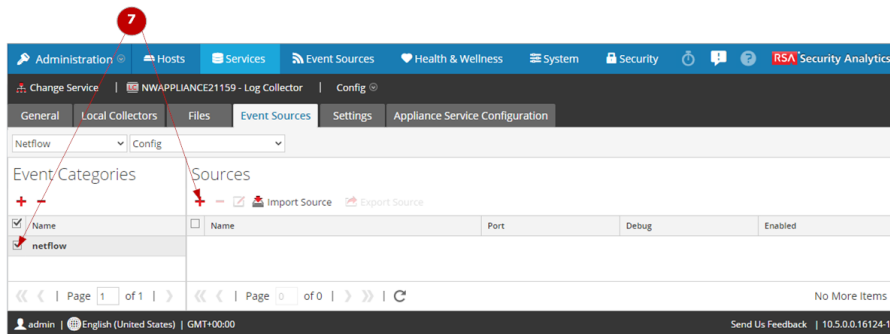 7
Administration Hosts Services Event Sources Health & Wellness System Security RSA Security Analytics
Change Service | NWAPPLIANCE21159 - Log Collector | Config
General Local Collectors Files Event Sources Settings Appliance Service Configuration
Netflow Config
Event Categories Sources
+ - + - Import Source Export Source
Name Name Port Debug Enabled
netflow
<< < | Page 1 of 1 | > << < | Page 0 of 0 | > >> | No More Items
admin | English (United States) | GMT+00:00 Send Us Feedback | 10.5.0.0.16124-1